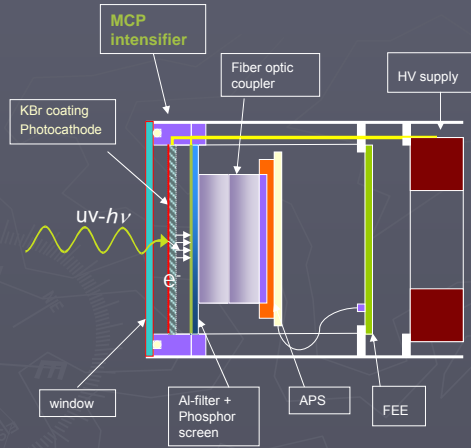 MCP
intensifier
Fiber optic
coupler
HV supply
KBr coating
Photocathode
uv-hν
e-
window
Al-filter +
Phosphor
screen
APS
FEE